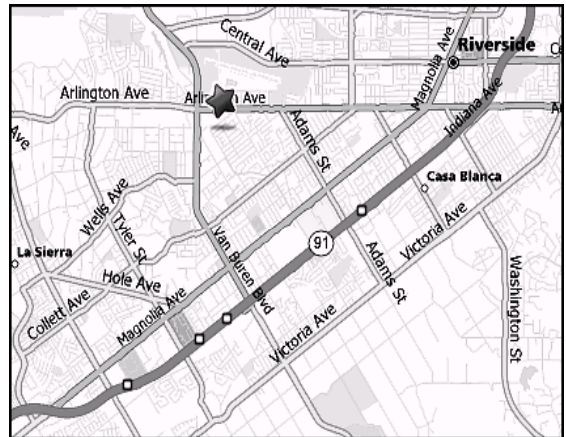 Central Ave
Riverside
Ce
Magnolia Ave
Arlington Ave
Ave
Indiana Ave
Ave
Adams St
Casa Blanca
Wells Ave
Tyler St
Victoria Ave
La Sierra
Van Buren Blvd
91
Adams St
Hole Ave
Washington St
Collett Ave
Magnolia Ave
Victoria Ave